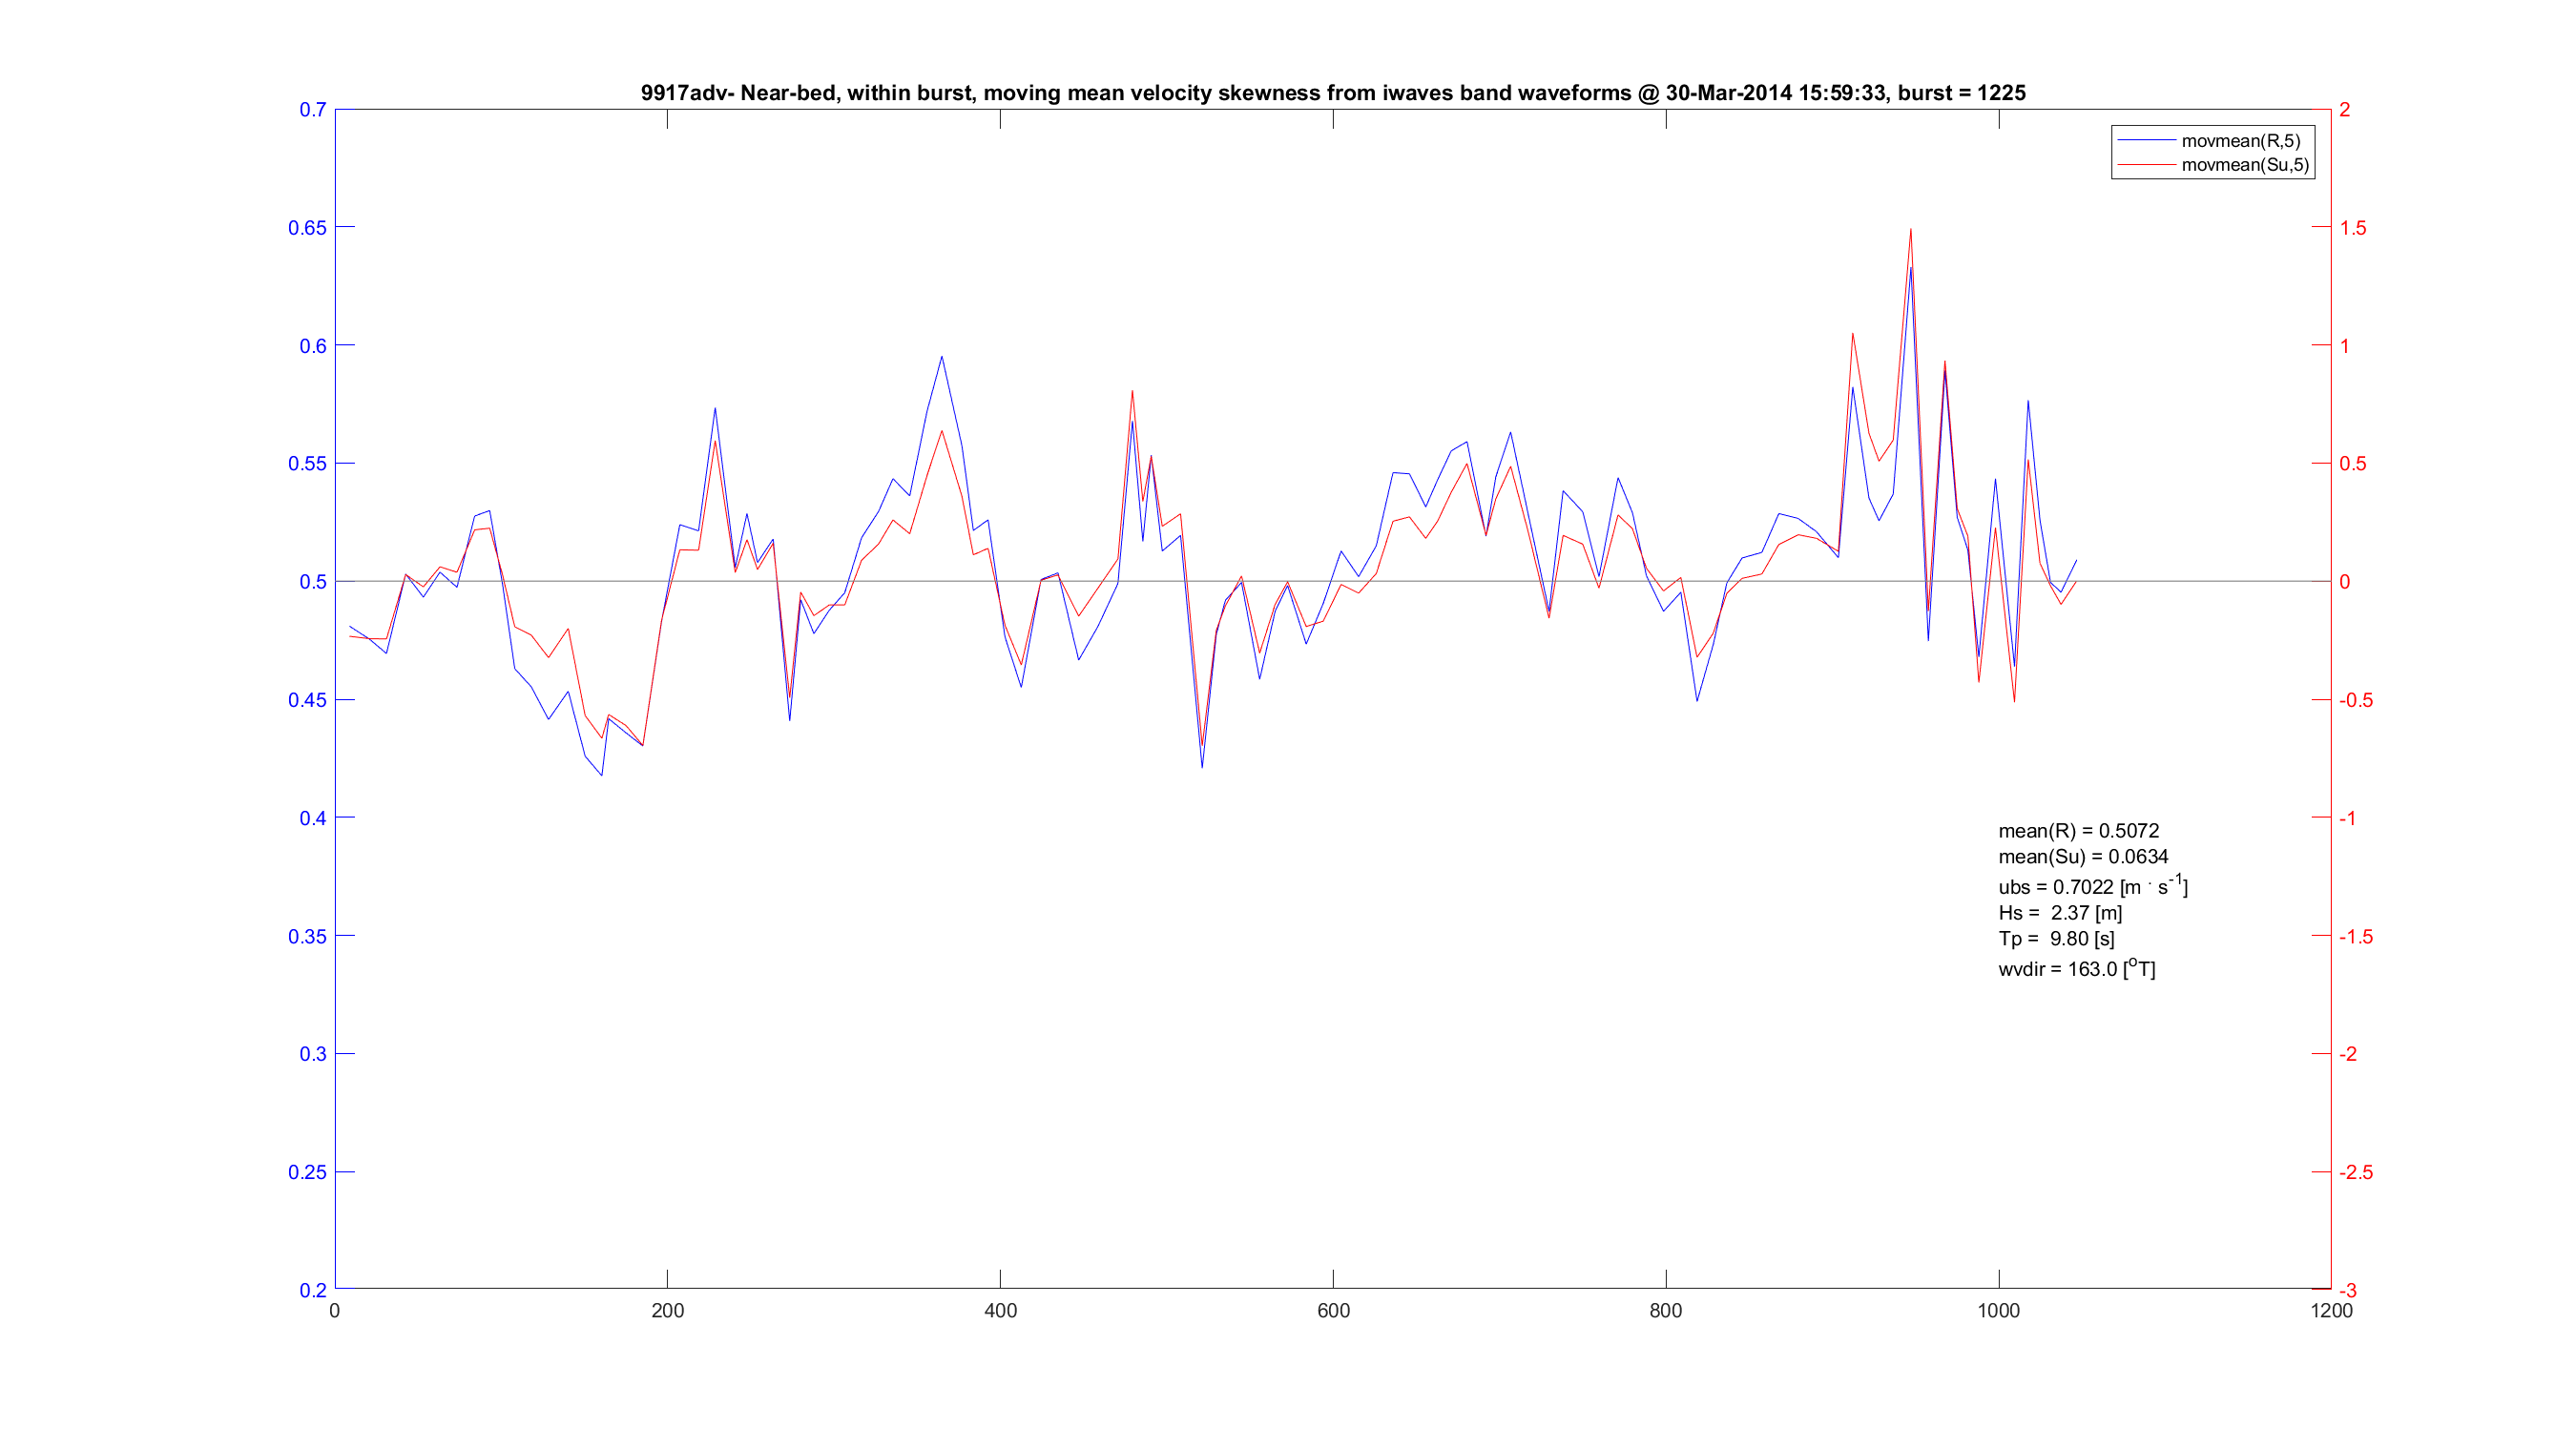 9917adv- Near-bed, within burst, moving mean velocity skewness from iwaves band waveforms @ 30-Mar-2014 15:59:33, burst = 1225
movmean(R,5)
movmean(Su,5)
0.7
0.65
0.6
0.55
0.5
0.45
0.4
0.35
0.3
0.25
0.2
2
1.5
1
0.5
0
-0.5
-1
-1.5
-2
-2.5
-3
mean(R) = 0.5072
mean(Su) = 0.0634
ubs = 0.7022 [m · s-1]
Hs = 2.37 [m]
Tp = 9.80 [s]
wvdir = 163.0 [oT]
0 200 400 600 800 1000 1200